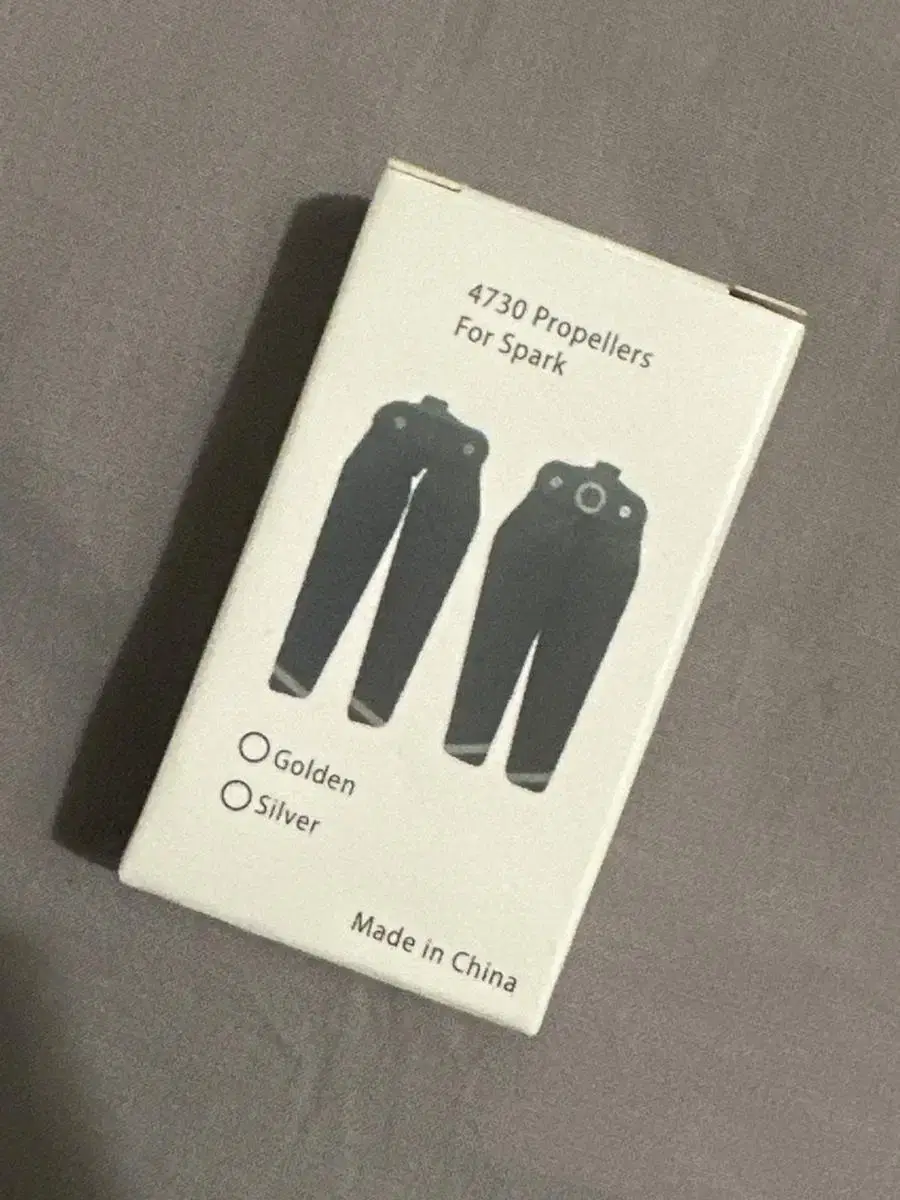 4730 Propellers
For Spark
Golden
Silver
Made in China